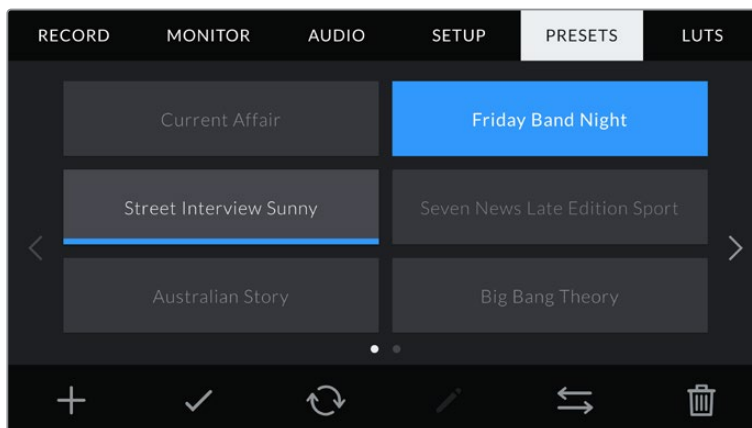 RECORD MONITOR AUDIO SETUP PRESETS LUTS
Current Affair Friday Band Night
Street Interview Sunny Seven News Late Edition Sport
Australian Story Big Bang Theory